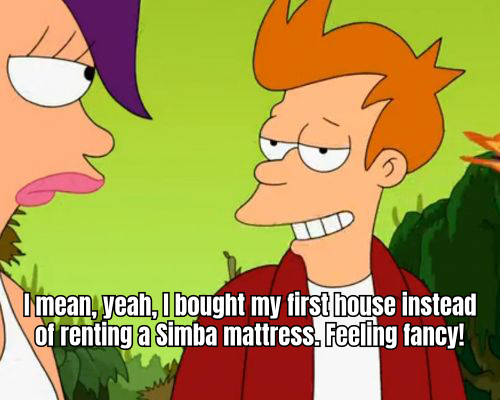 I mean, yeah, I bought my first house instead
of renting a Simba mattress. Feeling fancy!